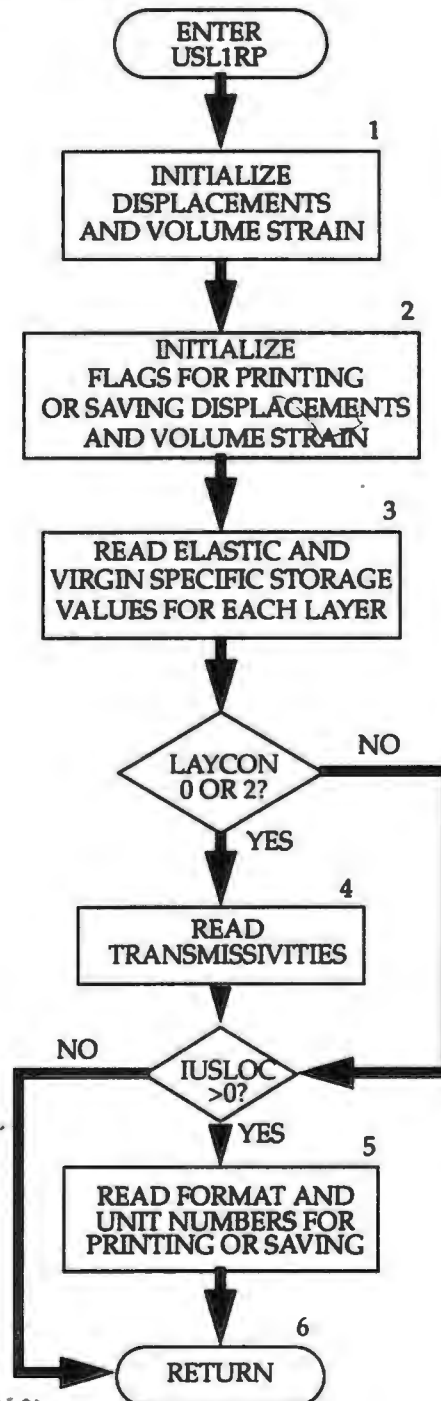 ENTER
USL1RP
1
INITIALIZE
DISPLACEMENTS
AND VOLUME STRAIN
2
INITIALIZE
FLAGS FOR PRINTING
OR SAVING DISPLACEMENTS
AND VOLUME STRAIN
3
READ ELASTIC AND
VIRGIN SPECIFIC STORAGE
VALUES FOR EACH LAYER
LAYCON
0 OR 2?
NO
YES
4
READ
TRANSMISSIVITIES
NO
IUSLOC
>0?
YES
5
READ FORMAT AND
UNIT NUMBERS FOR
PRINTING OR SAVING
6
RETURN